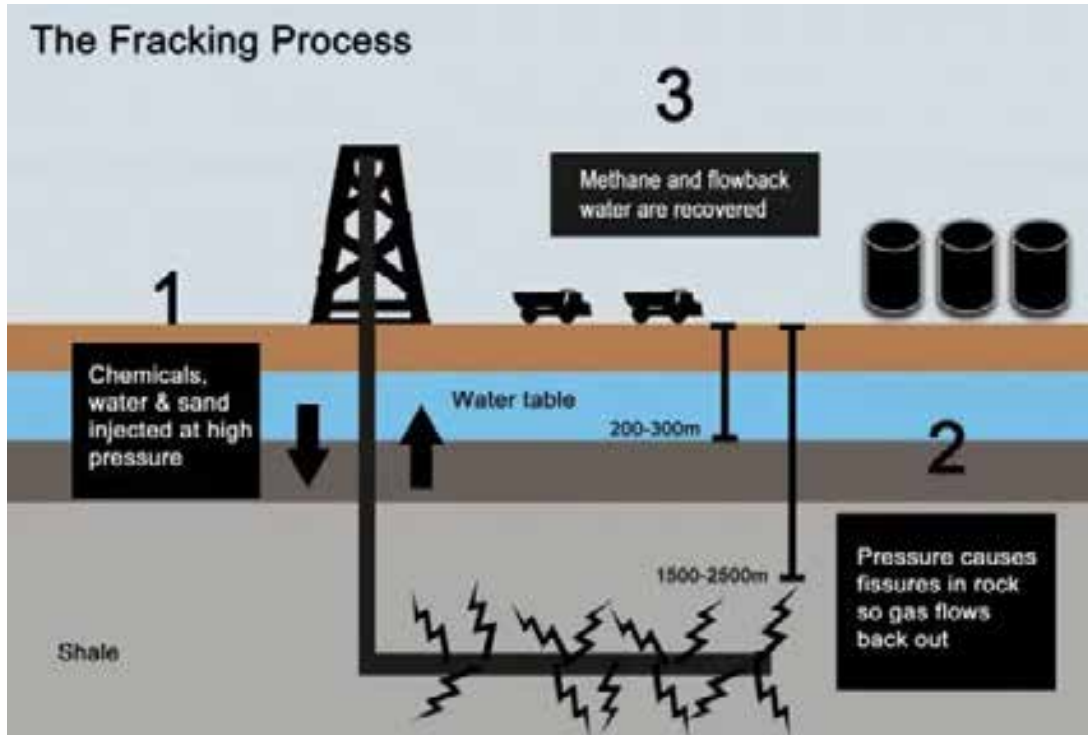 The Fracking Process
3
Methane and flowback
water are recovered
1
Chemicals,
water & sand
injected at high
pressure
Water table
200-300m
2
1500-2500m
Pressure causes
fissures in rock
so gas flows
back out
Shale